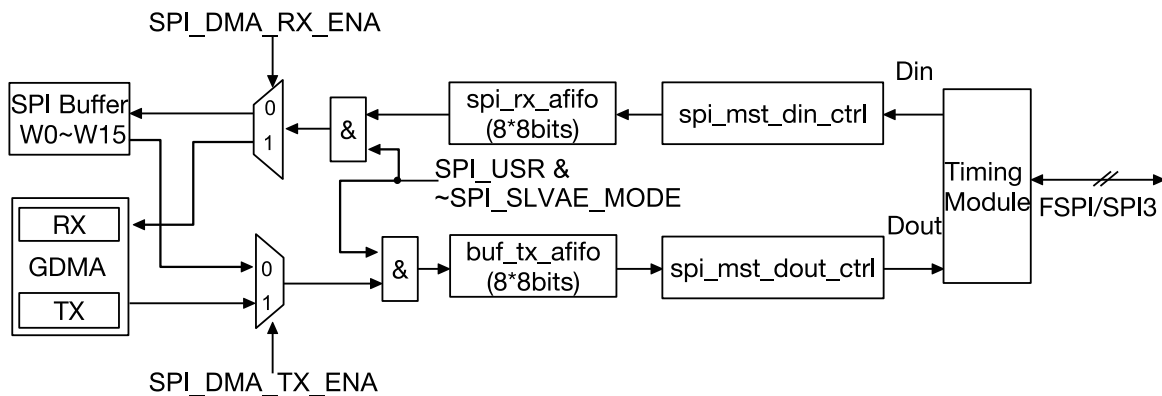 SPI_DMA_RX_ENA
Din
SPI Buffer
W0~W15
0
1
&
spi_rx_afifo
(8*8bits)
spi_mst_din_ctrl
SPI_USR &
~SPI_SLVAE_MODE
Timing
Module
FSPI/SPI3
RX
GDMA
TX
0
1
&
buf_tx_afifo
(8*8bits)
spi_mst_dout_ctrl
Dout
SPI_DMA_TX_ENA